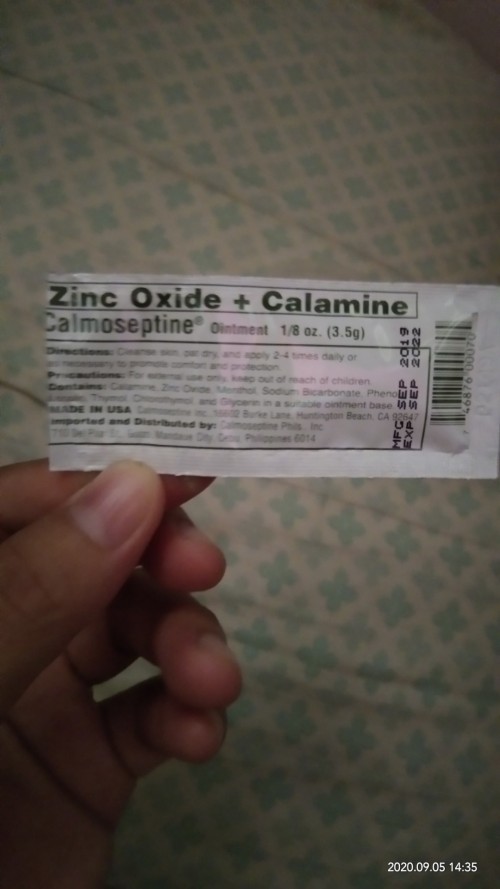 Zinc Oxide + Calamine
Calmoseptine® Ointment 1/8 oz. (3.5g)
Directions: Cleanse skin, pat dry, and apply 2-4 times daily or
necessary to promote comfort and protection.
Precautions: For external use only, keep out of reach of children.
Contains: Calamine, Zinc Oxide, Menthol, Sodium Bicarbonate, Pheno
Thymol, and Glycerin in a suitable ointment base.
MADE IN USA Calmoseptine Inc., 16602 Burke Lane, Huntington Beach, CA 92647
Imported and Distributed by: Calmoseptine Phils., Inc.
Mandaue City, Cebu, Philippines 6014
MFG SEP 2019
EXP SEP 2022
2020.09.05 14:35